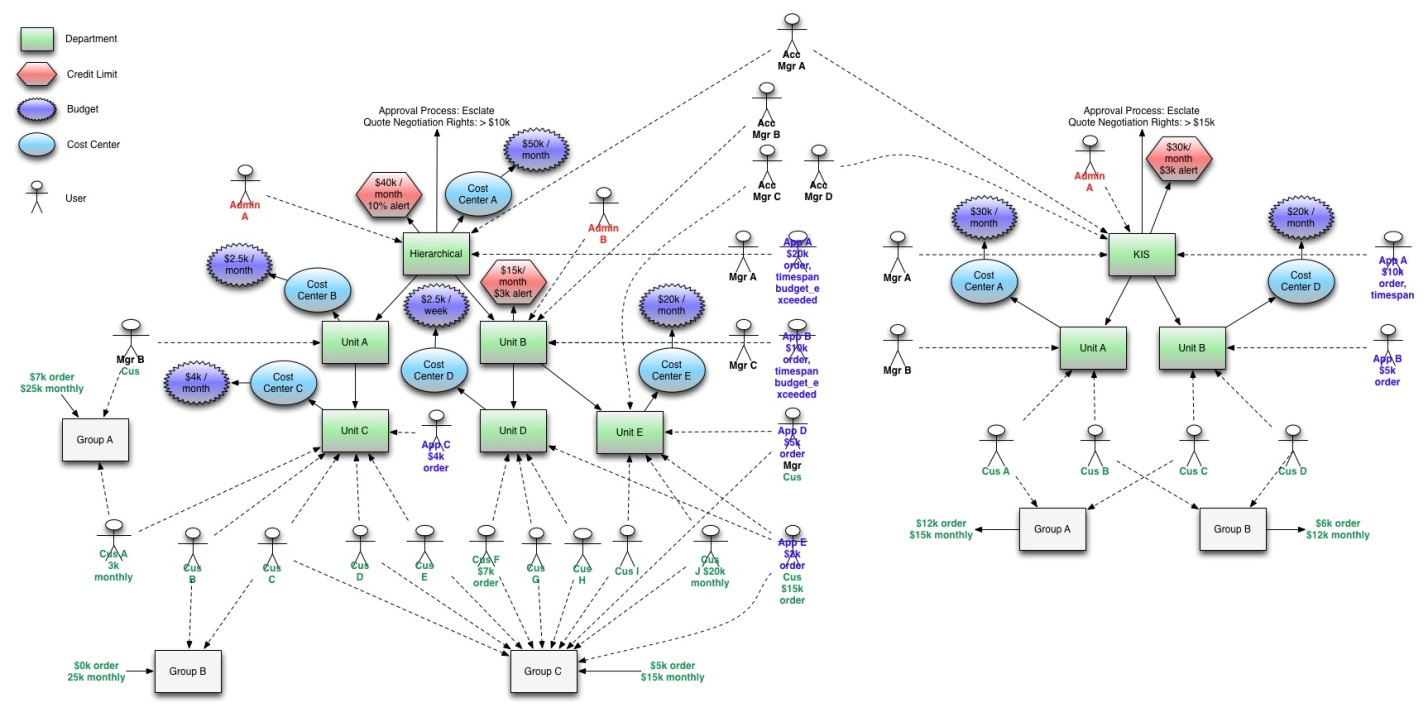 Department
Credit Limit
Budget
Cost Center
User
Acc
Mgr A
Acc
Mgr B
Acc
Mgr C
Acc
Mgr D
Approval Process: Esclate
Quote Negotiation Rights: > $10k
$50k /
month
$40k /
month
10% alert
Cost
Center A
Admin
A
Admin
B
Hierarchical
$2.5k /
month
Cost
Center B
$2.5k /
week
$15k/
month
$3k alert
$20k /
month
Mgr A
App A
$20k
order,
timespan
budget_e
xceeded
Unit A
Unit B
Mgr B
Cus
Cost
Center D
Cost
Center E
Mgr C
App B
$10k
order,
timespan
budget_e
xceeded
$7k order
$25k monthly
$4k /
month
Cost
Center C
Group A
Unit C
App C
$4k
order
Unit D
Unit E
App D
$5k
order
Mgr
Cus
Cus A
3k
monthly
Cus
B
Cus
C
Cus
D
Cus
E
Cus F
$7k
order
Cus
G
Cus
H
Cus I
Cus
J $20k
monthly
App E
$2k
order
Cus
$15k
order
$0k order
25k monthly
Group B
Group C
$5k order
$15k monthly
Approval Process: Esclate
Quote Negotiation Rights: > $15k
Admin
A
$30k/
month
$3k alert
$30k /
month
$20k /
month
Mgr A
Cost
Center A
KIS
Cost
Center D
App A
$10k
order,
timespan
Mgr B
Unit A
Unit B
App B
$5k
order
Cus A
Cus B
Cus C
Cus D
$12k order
$15k monthly
Group A
Group B
$6k order
$12k monthly